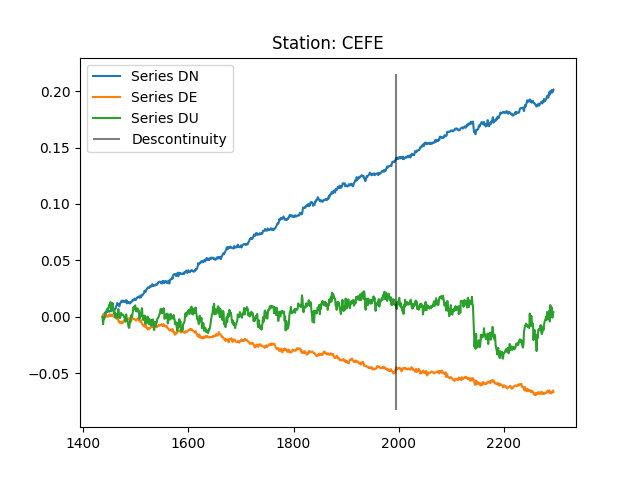 Station: CEFE
Series DN
Series DE
Series DU
Descontinuity
0.20
0.15
0.10
0.05
0.00
−0.05
1400 1600 1800 2000 2200